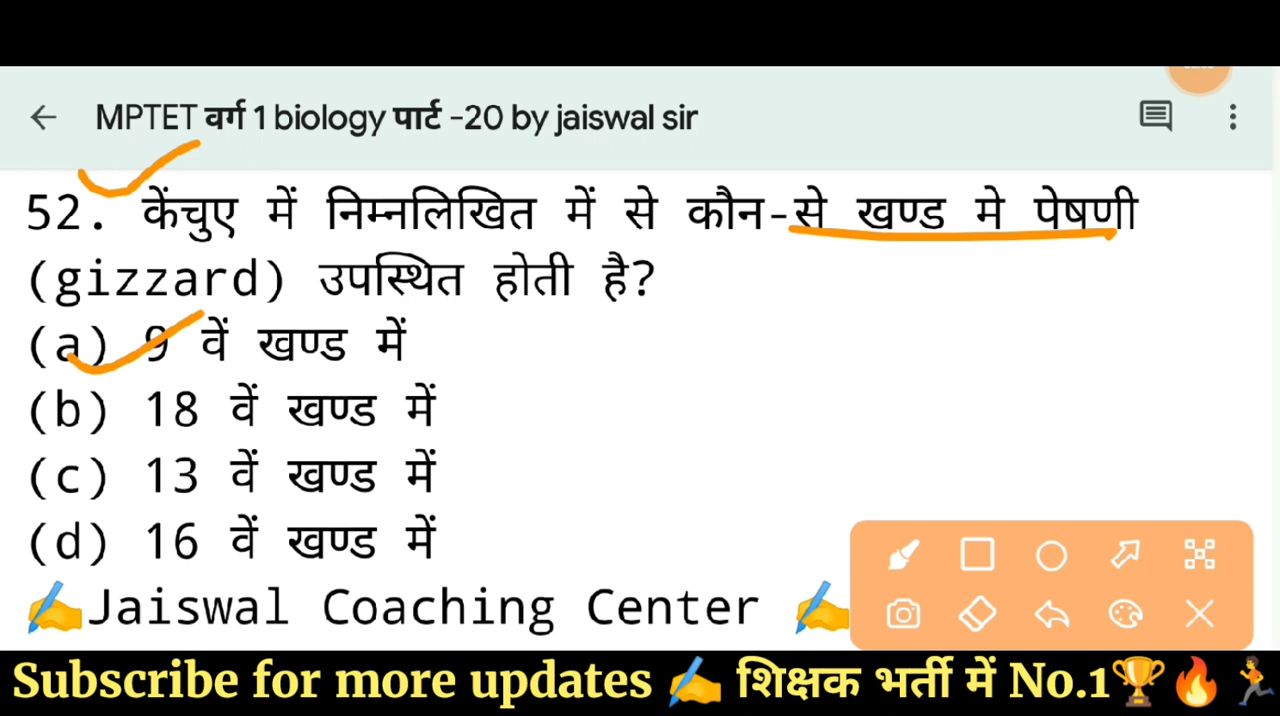 MPTET वर्ग 1 biology पार्ट -20 by jaiswal sir
52. केंचुए में निम्नलिखित में से कौन-से खण्ड मे पेषणी
(gizzard) उपस्थित होती है?
(a) 9 वें खण्ड में
(b) 18 वें खण्ड में
(c) 13 वें खण्ड में
(d) 16 वें खण्ड में
✍️Jaiswal Coaching Center ✍️
Subscribe for more updates ✍️ शिक्षक भर्ती में No.1🏆🔥🏃